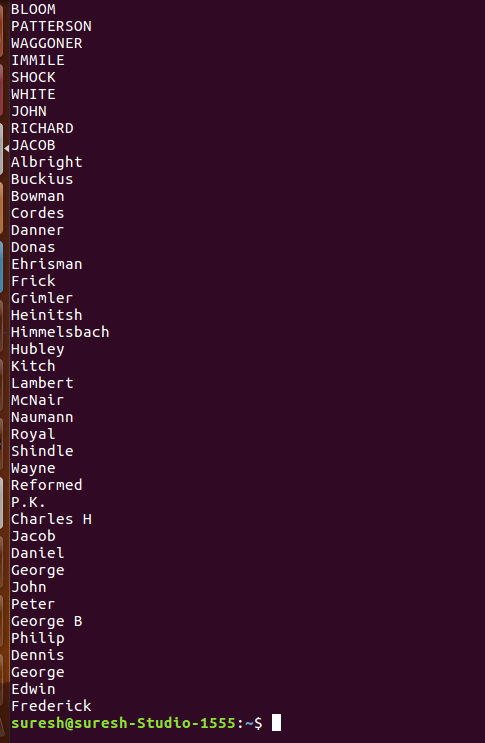 BLOOM
PATTERSON
WAGGONER
IMMILE
SHOCK
WHITE
JOHN
RICHARD
JACOB
Albright
Buckius
Bowman
Cordes
Danner
Donas
Ehrisman
Frick
Grimler
Heinitsh
Himmelsbach
Hubley
Kitch
Lambert
McNair
Naumann
Royal
Shindle
Wayne
Reformed
P.K.
Charles H
Jacob
Daniel
George
John
Peter
George B
Philip
Dennis
George
Edwin
Frederick
suresh@suresh-Studio-1555:~$